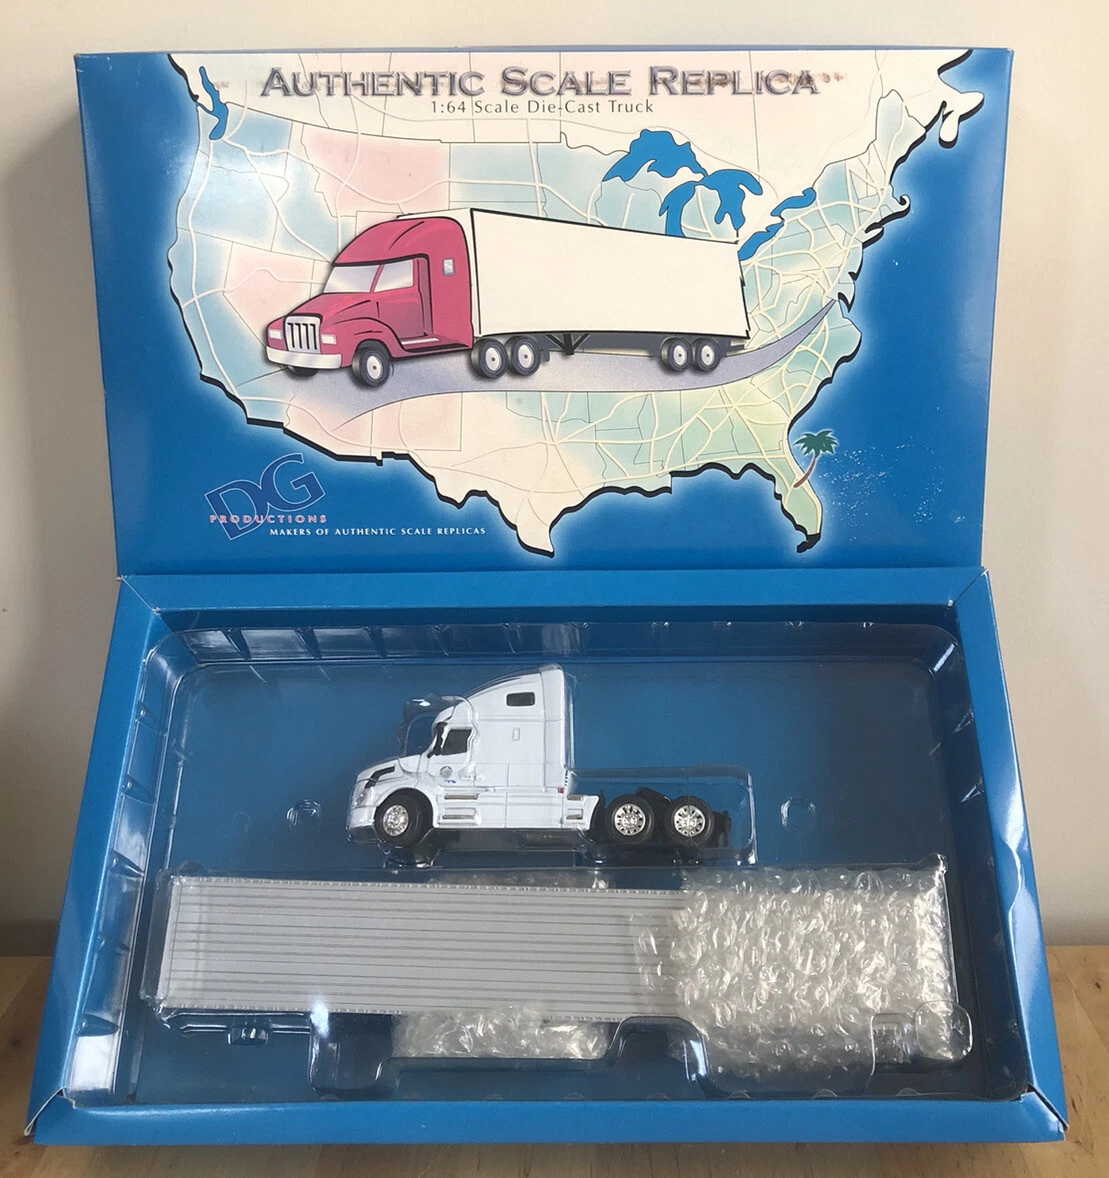 AUTHENTIC SCALE REPLICA
1:64 Scale Die-Cast Truck
DG
PRODUCTIONS
MAKERS OF AUTHENTIC SCALE REPLICAS